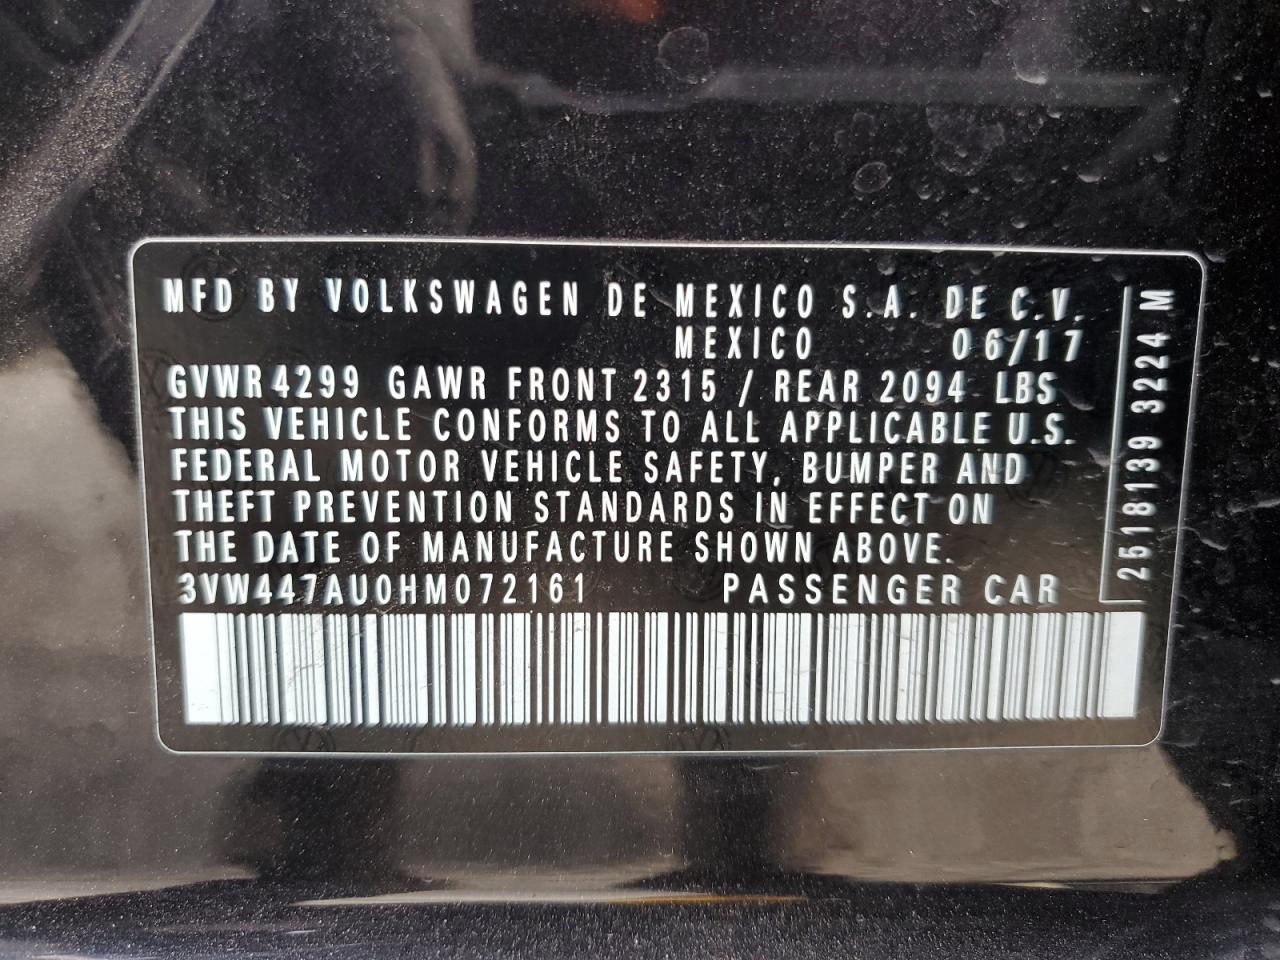 MFD BY VOLKSWAGEN DE MEXICO S.A. DE C.V.
MEXICO 06/17
GVWR 4299 GAWR FRONT 2315 / REAR 2094 LBS
THIS VEHICLE CONFORMS TO ALL APPLICABLE U.S.
FEDERAL MOTOR VEHICLE SAFETY, BUMPER AND
THEFT PREVENTION STANDARDS IN EFFECT ON
THE DATE OF MANUFACTURE SHOWN ABOVE.
3VW447AU0HM072161 PASSENGER CAR
2518139 3224 M